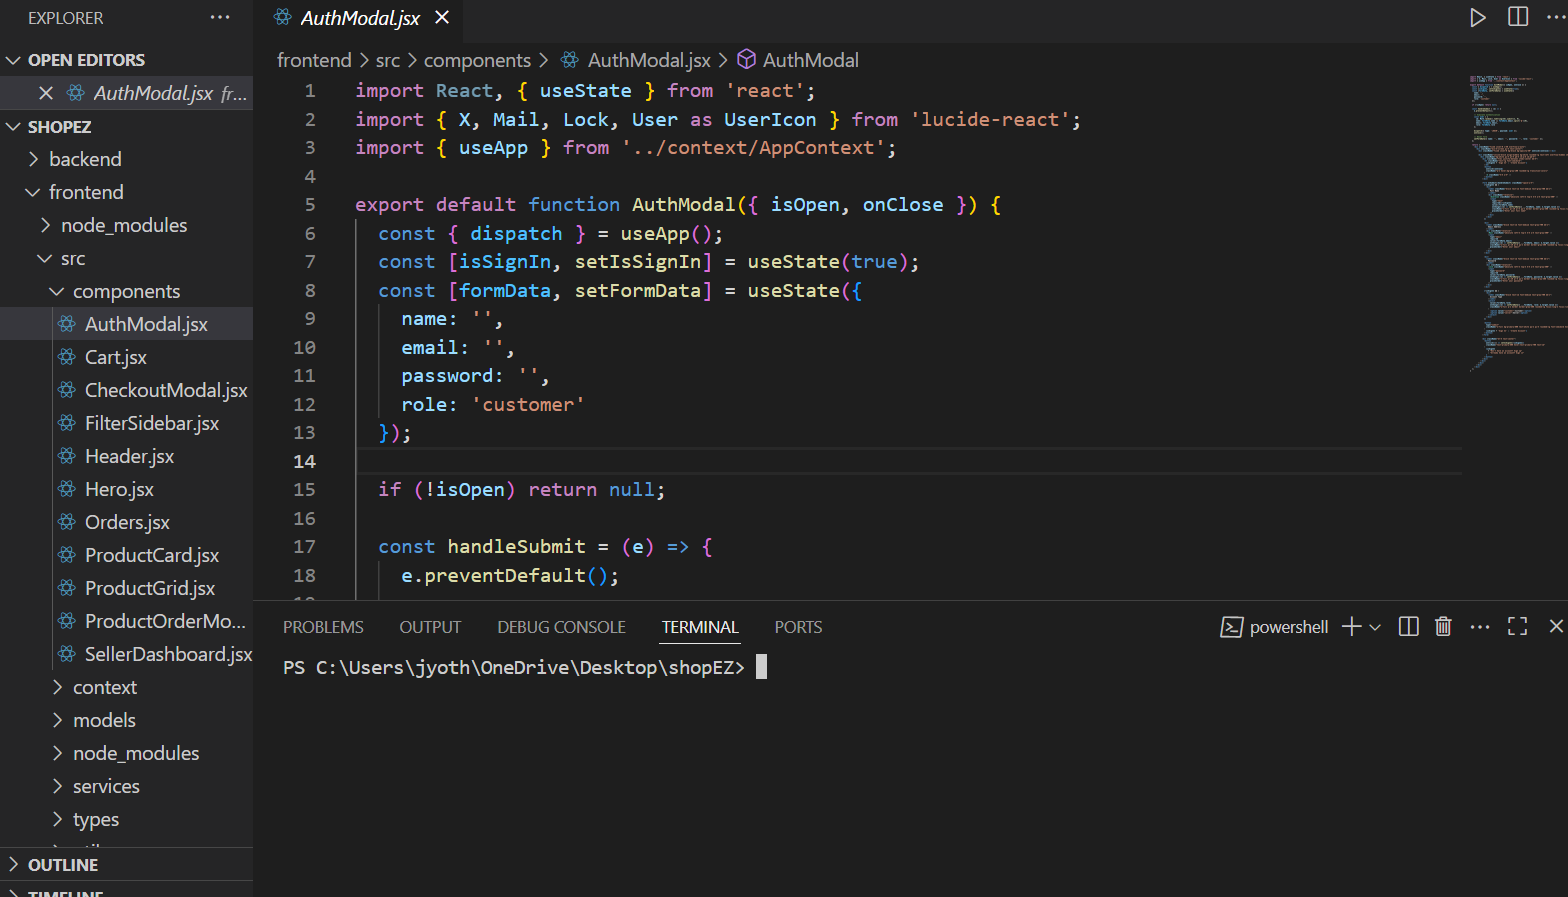 EXPLORER
OPEN EDITORS
AuthModal.jsx fr...
SHOPEZ
backend
frontend
node_modules
src
components
AuthModal.jsx
Cart.jsx
CheckoutModal.jsx
FilterSidebar.jsx
Header.jsx
Hero.jsx
Orders.jsx
ProductCard.jsx
ProductGrid.jsx
ProductOrderMo...
SellerDashboard.jsx
context
models
node_modules
services
types
OUTLINE
TIMELINE
AuthModal.jsx
frontend > src > components > AuthModal.jsx > AuthModal
1 import React, { useState } from 'react';
2 import { X, Mail, Lock, User as UserIcon } from 'lucide-react';
3 import { useApp } from '../context/AppContext';
4
5 export default function AuthModal({ isOpen, onClose }) {
6 const { dispatch } = useApp();
7 const [isSignIn, setIsSignIn] = useState(true);
8 const [formData, setFormData] = useState({
9 name: '',
10 email: '',
11 password: '',
12 role: 'customer'
13 });
14
15 if (!isOpen) return null;
16
17 const handleSubmit = (e) => {
18 e.preventDefault();
PROBLEMS OUTPUT DEBUG CONSOLE TERMINAL PORTS
powershell
PS C:\Users\jyoth\OneDrive\Desktop\shopEZ>